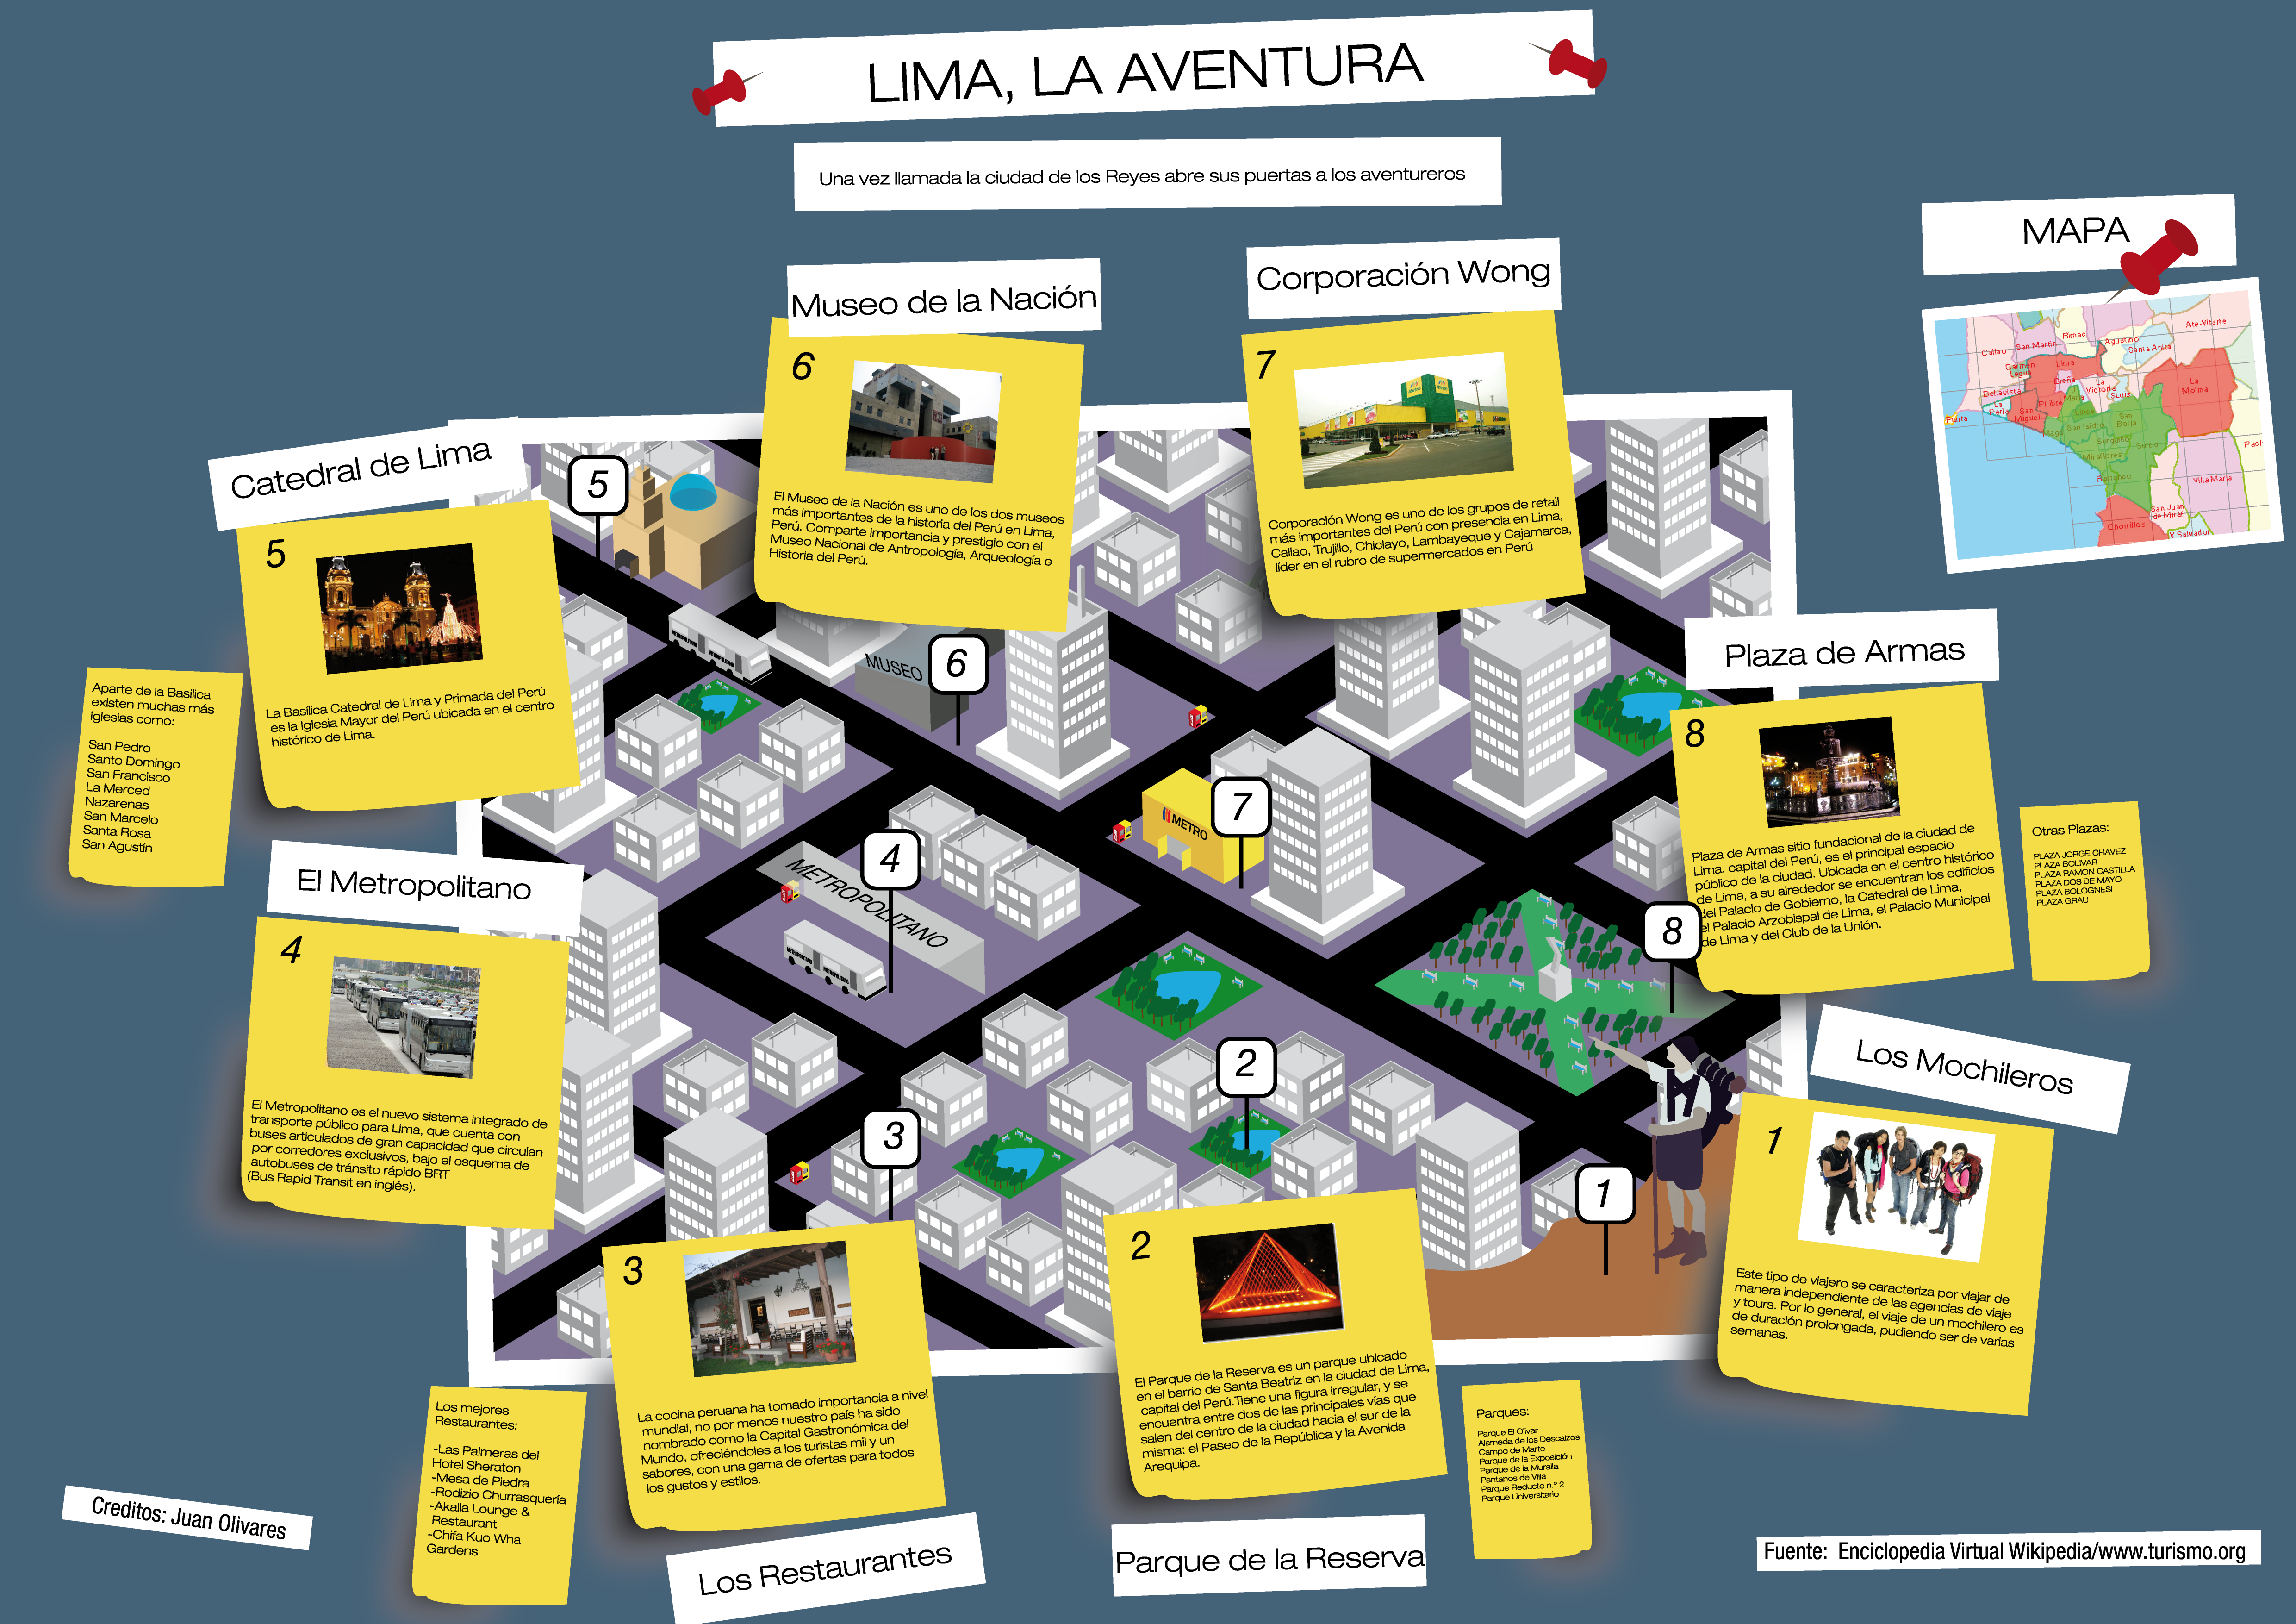 LIMA, LA AVENTURA
Una vez llamada la ciudad de los Reyes abre sus puertas a los aventureros
MAPA
Callao
San Martin
Rimac
Agustino
Santa Anita
Ate-Vitarte
Carmen
Legua
Lima
Breña
La
Victoria
La
Molina
Bellavista
La
Perla
San
Miguel
PLibre
Maria
SLuiz
Punta
Lince
San Isidro
San
Borja
Magd
Surquillo
Surco
Miraflores
Barranco
Villa Maria
Pach
San Juan
de Miraf
Chorrillos
Y Salvador
Museo de la Nación
6
El Museo de la Nación es uno de los dos museos
más importantes de la historia del Perú en Lima,
Perú. Comparte importancia y prestigio con el
Museo Nacional de Antropología, Arqueología e
Historia del Perú.
Corporación Wong
7
Corporación Wong es uno de los grupos de retail
más importantes del Perú con presencia en Lima,
Callao, Trujillo, Chiclayo, Lambayeque y Cajamarca,
líder en el rubro de supermercados en Perú
Catedral de Lima
5
La Basílica Catedral de Lima y Primada del Perú
es la Iglesia Mayor del Perú ubicada en el centro
histórico de Lima.
Aparte de la Basilica
existen muchas más
iglesias como:
San Pedro
Santo Domingo
San Francisco
La Merced
Nazarenas
San Marcelo
Santa Rosa
San Agustín
Plaza de Armas
8
Plaza de Armas sitio fundacional de la ciudad de
Lima, capital del Perú, es el principal espacio
público de la ciudad. Ubicada en el centro histórico
de Lima, a su alrededor se encuentran los edificios
del Palacio de Gobierno, la Catedral de Lima,
el Palacio Arzobispal de Lima, el Palacio Municipal
de Lima y del Club de la Unión.
Otras Plazas:
PLAZA JORGE CHAVEZ
PLAZA BOLIVAR
PLAZA RAMON CASTILLA
PLAZA DOS DE MAYO
PLAZA BOLOGNESI
PLAZA GRAU
5
METROPOLITANO
MUSEO
6
METRO
7
METROPOLITANO
4
METROPOLITANO
8
2
3
1
El Metropolitano
4
El Metropolitano es el nuevo sistema integrado de
transporte público para Lima, que cuenta con
buses articulados de gran capacidad que circulan
por corredores exclusivos, bajo el esquema de
autobuses de tránsito rápido BRT
(Bus Rapid Transit en inglés).
Los Mochileros
1
Este tipo de viajero se caracteriza por viajar de
manera independiente de las agencias de viaje
y tours. Por lo general, el viaje de un mochilero es
de duración prolongada, pudiendo ser de varias
semanas.
3
La cocina peruana ha tomado importancia a nivel
mundial, no por menos nuestro país ha sido
nombrado como la Capital Gastronómica del
Mundo, ofreciéndoles a los turistas mil y un
sabores, con una gama de ofertas para todos
los gustos y estilos.
Los Restaurantes
Los mejores
Restaurantes:
-Las Palmeras del
Hotel Sheraton
-Mesa de Piedra
-Rodizio Churrasquería
-Akalla Lounge &
Restaurant
-Chifa Kuo Wha
Gardens
2
El Parque de la Reserva es un parque ubicado
en el barrio de Santa Beatriz en la ciudad de Lima,
capital del Perú.Tiene una figura irregular, y se
encuentra entre dos de las principales vías que
salen del centro de la ciudad hacia el sur de la
misma: el Paseo de la República y la Avenida
Arequipa.
Parque de la Reserva
Parques:
Parque El Olivar
Alameda de los Descalzos
Campo de Marte
Parque de la Exposición
Parque de la Muralla
Pantanos de Villa
Parque Reducto n.º 2
Parque Universitario
Creditos: Juan Olivares
Fuente: Enciclopedia Virtual Wikipedia/www.turismo.org